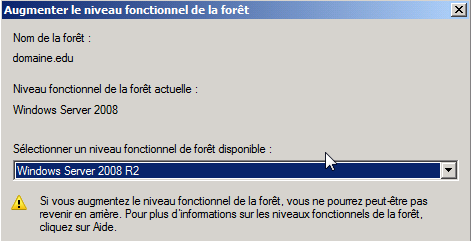 Augmenter le niveau fonctionnel de la forêt
Nom de la forêt :
domaine.edu
Niveau fonctionnel de la forêt actuelle :
Windows Server 2008
Sélectionner un niveau fonctionnel de forêt disponible :
Windows Server 2008 R2
Si vous augmentez le niveau fonctionnel de la forêt, vous ne pourrez peut-être pas
revenir en arrière. Pour plus d'informations sur les niveaux fonctionnels de la forêt,
cliquez sur Aide.